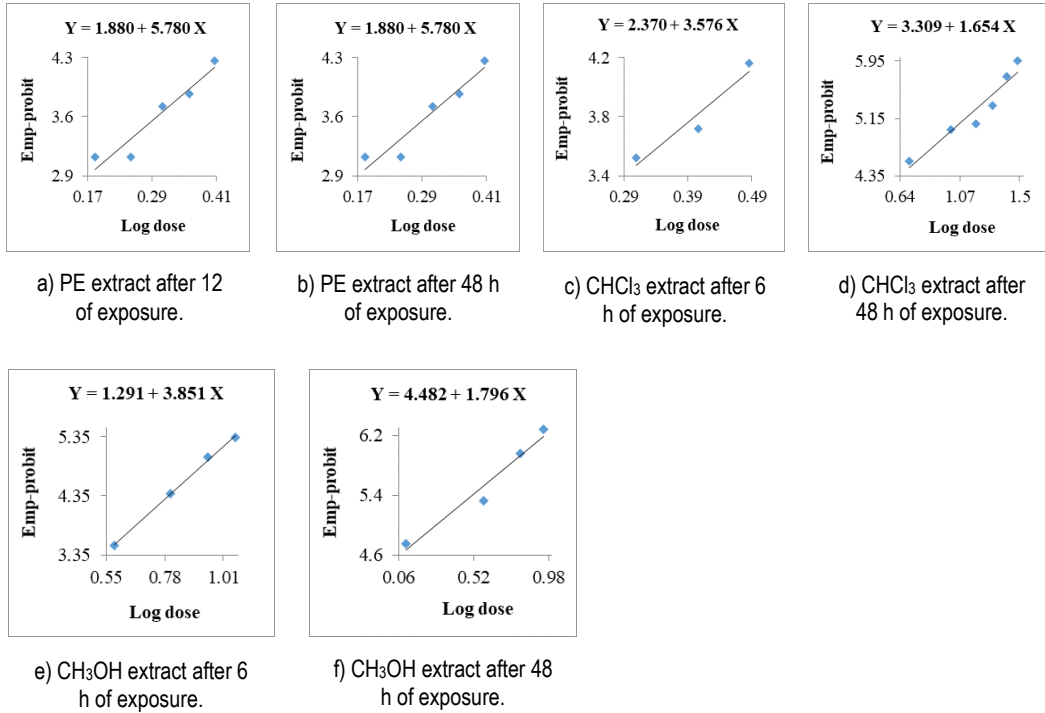 Y = 1.880 + 5.780 X
Emp-probit
4.3
3.6
2.9
0.17 0.29 0.41
Log dose
a) PE extract after 12
of exposure.
Y = 1.880 + 5.780 X
Emp-probit
4.3
3.6
2.9
0.17 0.29 0.41
Log dose
b) PE extract after 48 h
of exposure.
Y = 2.370 + 3.576 X
Emp-probit
4.2
3.8
3.4
0.29 0.39 0.49
Log dose
c) CHCl₃ extract after 6
h of exposure.
Y = 3.309 + 1.654 X
Emp-probit
5.95
5.15
4.35
0.64 1.07 1.5
Log dose
d) CHCl₃ extract after
48 h of exposure.
Y = 1.291 + 3.851 X
Emp-probit
5.35
4.35
3.35
0.55 0.78 1.01
Log dose
e) CH₃OH extract after 6
h of exposure.
Y = 4.482 + 1.796 X
Emp-probit
6.2
5.4
4.6
0.06 0.52 0.98
Log dose
f) CH₃OH extract after 48
h of exposure.